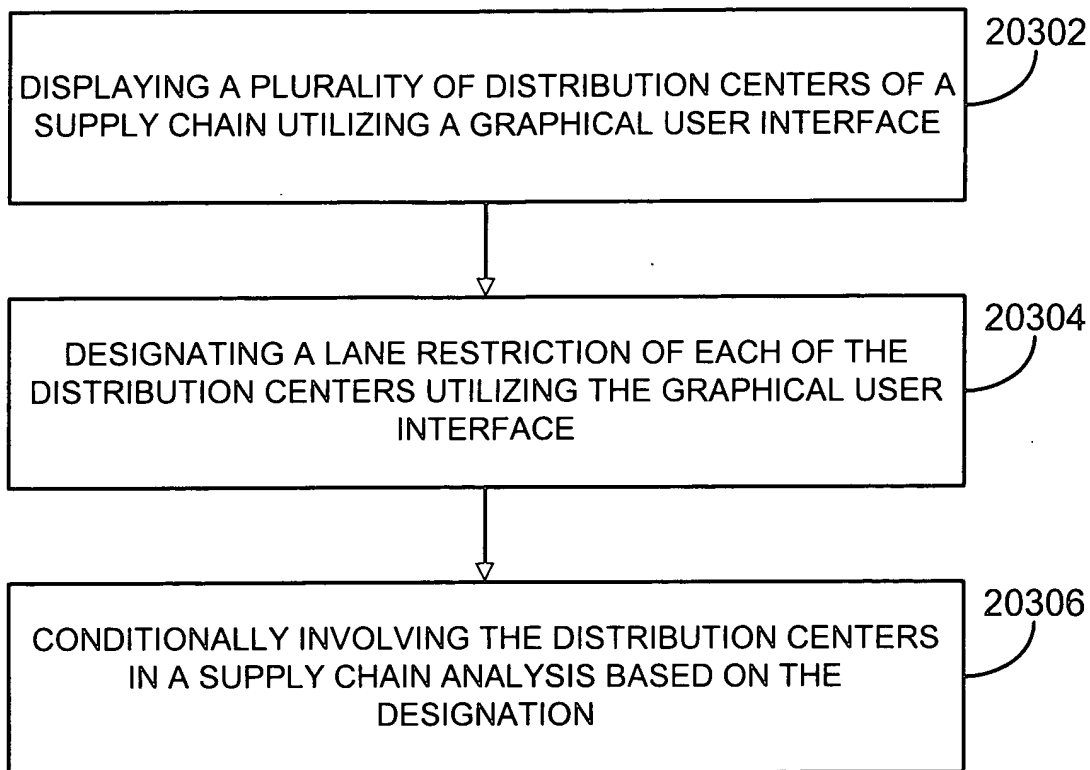 20302
DISPLAYING A PLURALITY OF DISTRIBUTION CENTERS OF A
SUPPLY CHAIN UTILIZING A GRAPHICAL USER INTERFACE
20304
DESIGNATING A LANE RESTRICTION OF EACH OF THE
DISTRIBUTION CENTERS UTILIZING THE GRAPHICAL USER
INTERFACE
20306
CONDITIONALLY INVOLVING THE DISTRIBUTION CENTERS
IN A SUPPLY CHAIN ANALYSIS BASED ON THE
DESIGNATION